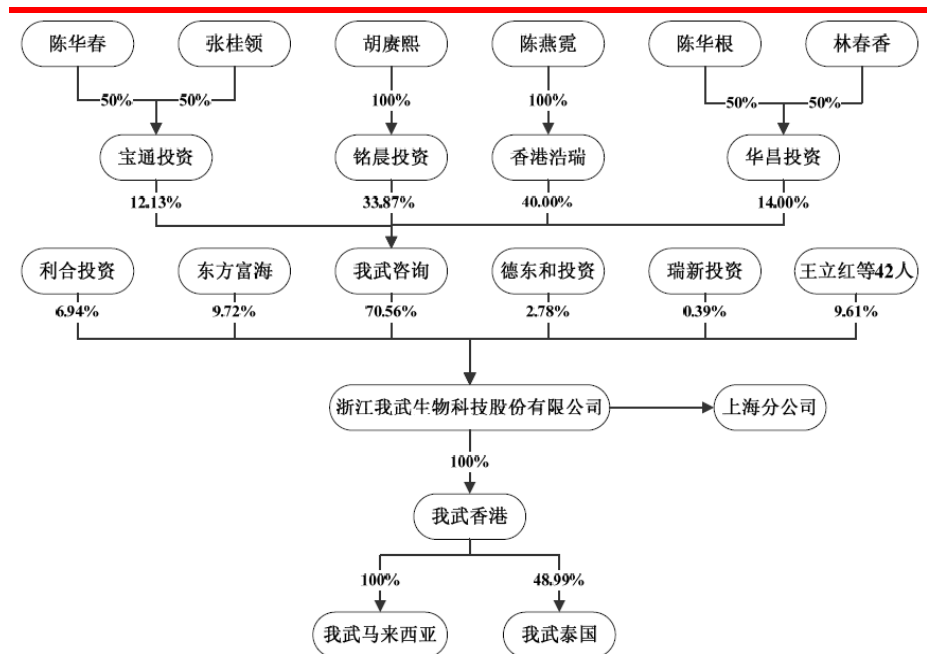 陈华春 张桂领 胡赓熙 陈燕霓 陈华根 林春香
50% 50% 100% 100% 50% 50%
宝通投资 铭晨投资 香港浩瑞 华昌投资
12.13% 33.87% 40.00% 14.00%
利合投资 东方富海 我武咨询 德东和投资 瑞新投资 王立红等42人
6.94% 9.72% 70.56% 2.78% 0.39% 9.61%
浙江我武生物科技股份有限公司 上海分公司
100%
我武香港
100% 48.99%
我武马来西亚 我武泰国